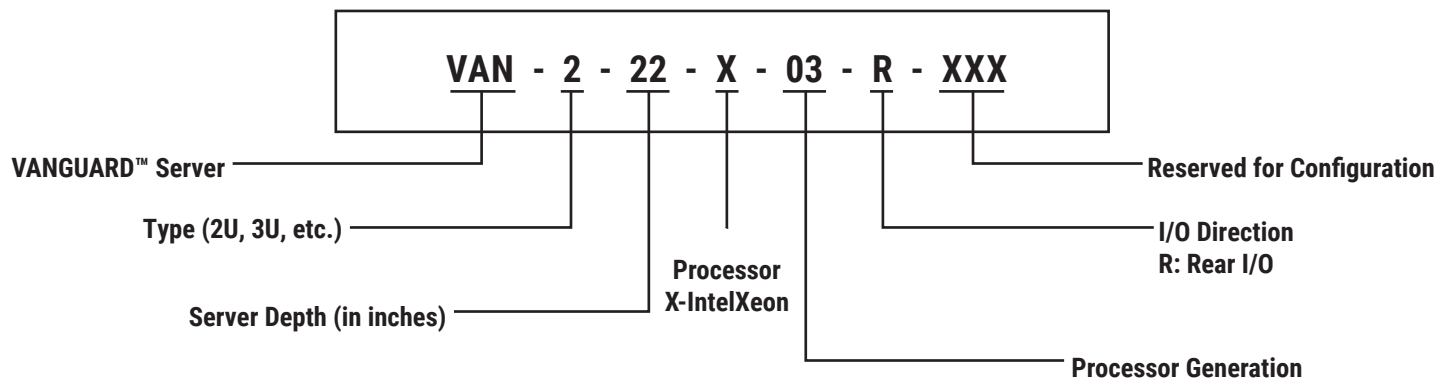 VAN - 2 - 22 - X - 03 - R - XXX
VANGUARD™ Server
Reserved for Configuration
Type (2U, 3U, etc.)
I/O Direction
R: Rear I/O
Processor
X-IntelXeon
Server Depth (in inches)
Processor Generation